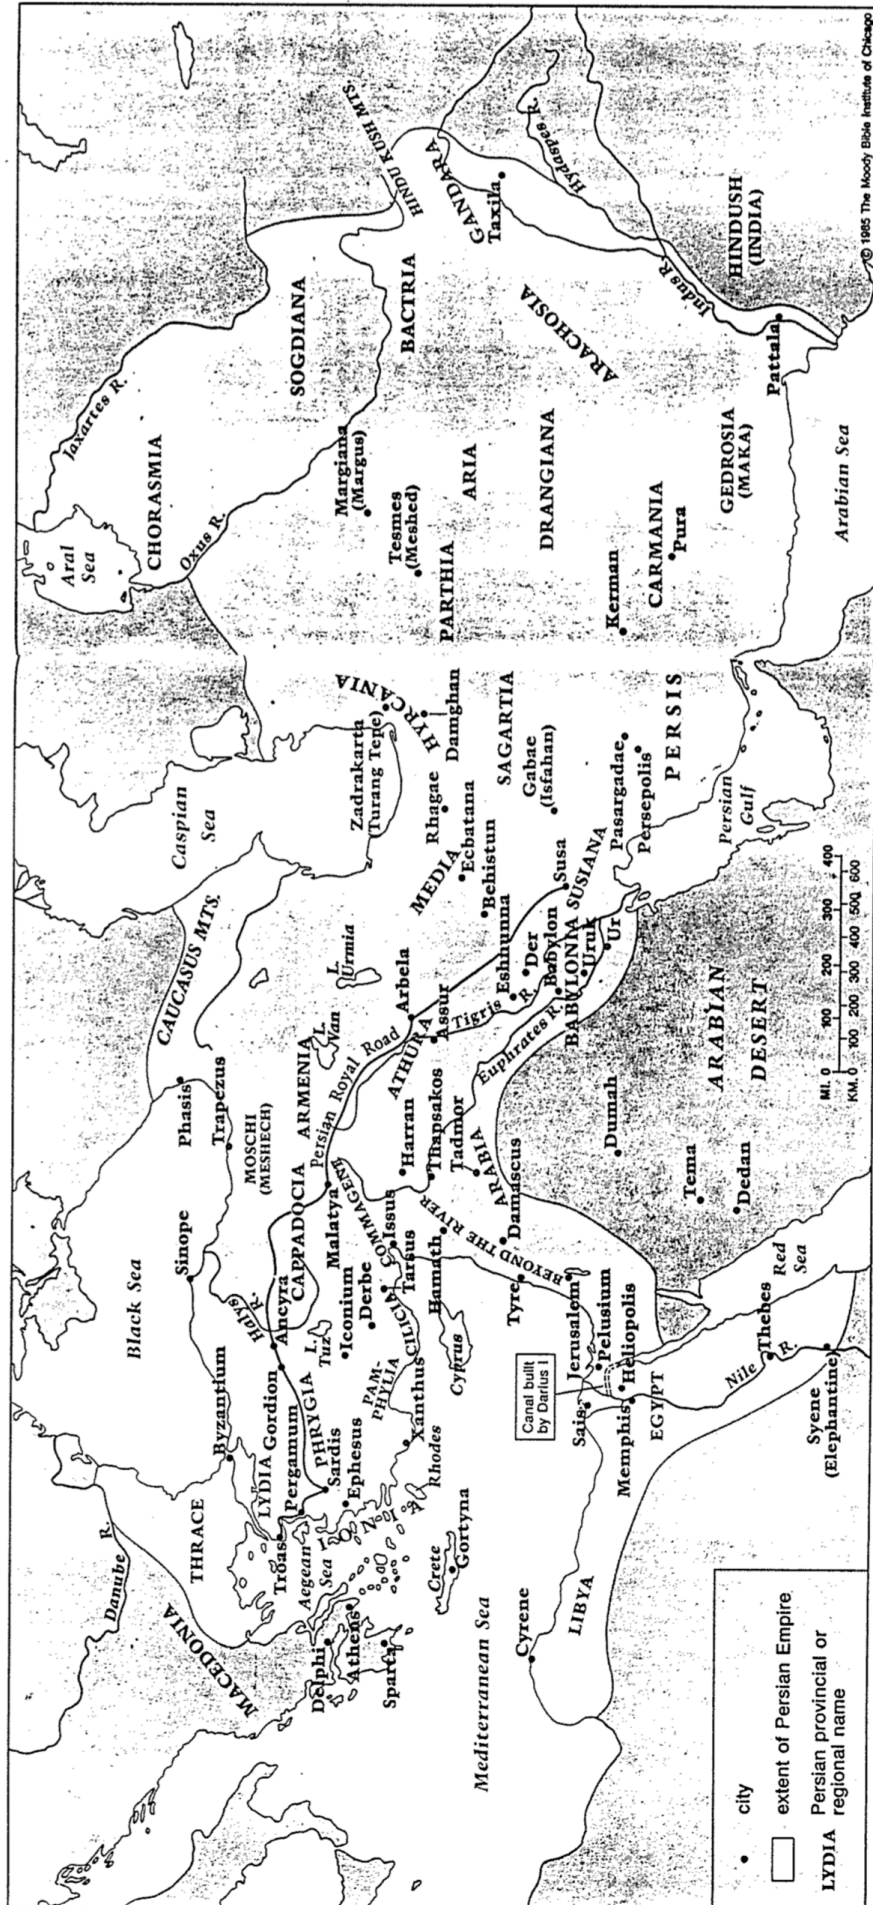 Danube R.
Black Sea
CAUCASUS MTS.
Caspian
Sea
Aral
Sea
Jaxartes R.
CHORASMIA
Oxus R.
SOGDIANA
BACTRIA
HINDU KUSH MTS.
GANDARA
Taxila
Hydaspes R.
Indus R.
HINDUSH
(INDIA)
Pattala
ARACHOSIA
Margiana
(Margus)
Tesmes
(Meshed)
ARIA
PARTHIA
DRANGIANA
GEDROSIA
(MAKA)
CARMANIA
Pura
Kerman
Arabian Sea
HYRCANIA
Zadrakarta
(Turang Tepe)
Damghan
Rhagae
SAGARTIA
Gabae
(Isfahan)
MEDIA
Ecbatana
Behistun
Pasargadae
Persepolis
PERSIS
Persian
Gulf
Susa
SUSIANA
Eshnunna
Der
Babylon
BABYLONIA
Uruk
Ur
Tigris R.
Euphrates R.
L.
Urmia
L.
Van
Arbela
Assur
ATHURA
Persian Royal Road
ARMENIA
Phasis
Trapezus
MOSCHI
(MESHECH)
Sinope
CAPPADOCIA
Malatya
COMMAGENE
Harran
Thapsakos
Tadmor
ARABIA
BEYOND THE RIVER
Damascus
Issus
Tarsus
Hamath
CILICIA
Halys R.
Ancyra
L.
Tuz
Iconium
Derbe
Cyprus
Tyre
Jerusalem
Pelusium
Heliopolis
Byzantium
Gordion
LYDIA
PHRYGIA
PAM-
PHYLIA
Pergamum
Sardis
Ephesus
Xanthus
Rhodes
THRACE
Troas
Aegean
Sea
IONIA
MACEDONIA
Delphi
Athens
Sparta
Crete
Gortyna
Mediterranean Sea
Cyrene
LIBYA
Canal built
by Darius I
Sais
Memphis
EGYPT
Nile R.
Thebes
Syene
(Elephantine)
Red
Sea
Dumah
Tema
Dedan
ARABIAN
DESERT
MI. 0 100 200 300 400
KM. 0 100 200 300 400 500 600
city
extent of Persian Empire
LYDIA Persian provincial or
regional name
© 1985 The Moody Bible Institute of Chicago